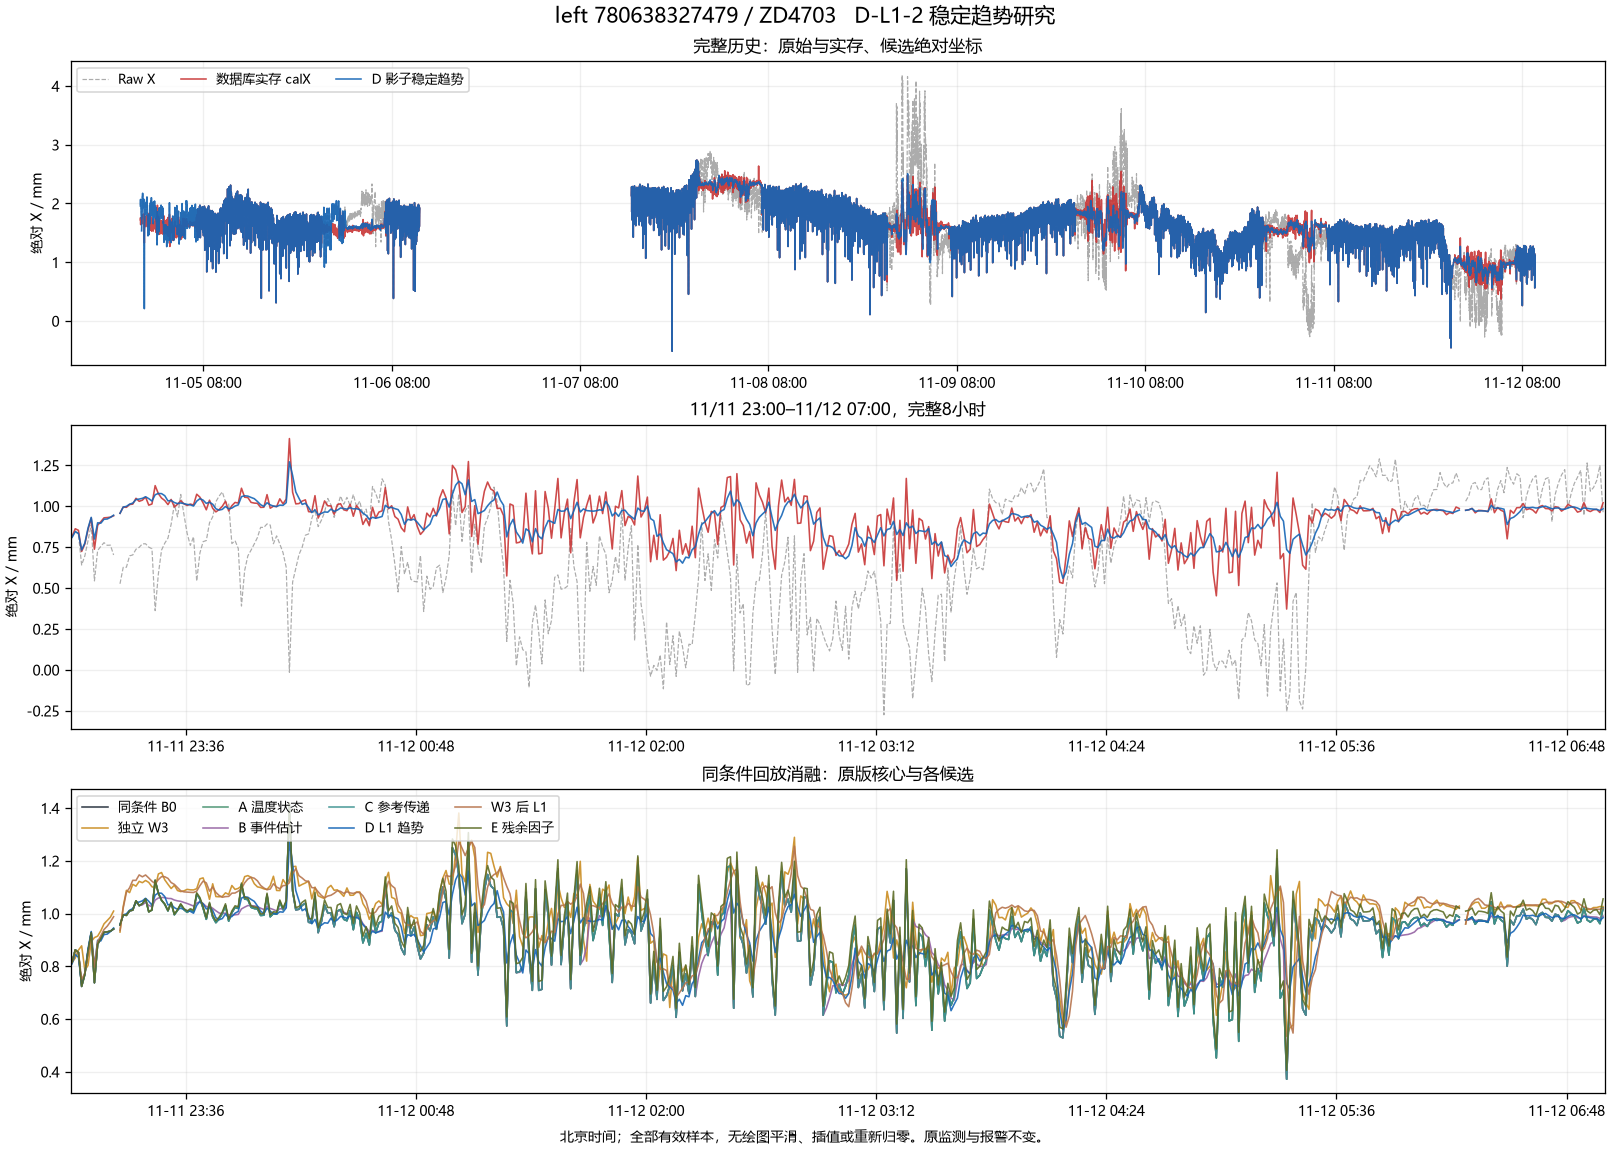 left 780638327479 / ZD4703   D-L1-2 稳定趋势研究
完整历史：原始与实存、候选绝对坐标
Raw X
数据库实存 calX
D 影子稳定趋势
绝对 X / mm
4
3
2
1
0
11-05 08:00
11-06 08:00
11-07 08:00
11-08 08:00
11-09 08:00
11-10 08:00
11-11 08:00
11-12 08:00
11/11 23:00–11/12 07:00，完整8小时
绝对 X / mm
1.25
1.00
0.75
0.50
0.25
0.00
-0.25
11-11 23:36
11-12 00:48
11-12 02:00
11-12 03:12
11-12 04:24
11-12 05:36
11-12 06:48
同条件回放消融：原版核心与各候选
同条件 B0
A 温度状态
C 参考传递
W3 后 L1
独立 W3
B 事件估计
D L1 趋势
E 残余因子
绝对 X / mm
1.4
1.2
1.0
0.8
0.6
0.4
11-11 23:36
11-12 00:48
11-12 02:00
11-12 03:12
11-12 04:24
11-12 05:36
11-12 06:48
北京时间；全部有效样本，无绘图平滑、插值或重新归零。原监测与报警不变。